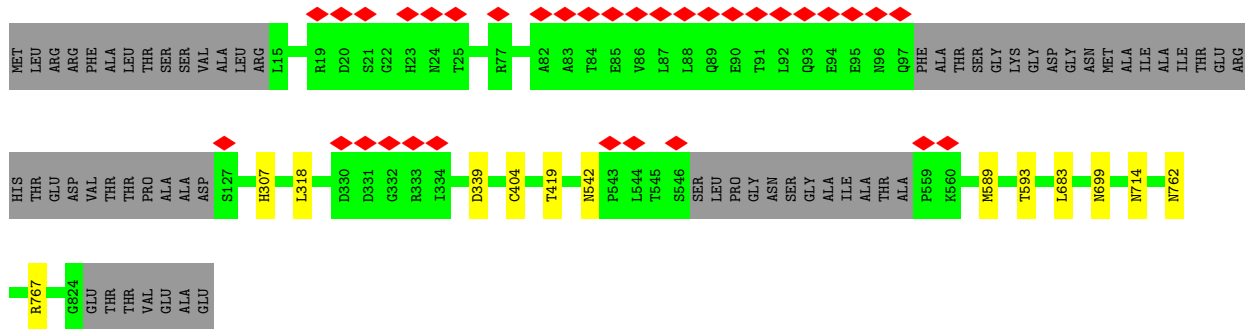 MET LEU ARG ARG PHE ALA LEU THR SER SER VAL ALA LEU ARG L15 R19 D20 S21 G22 H23 N24 T25 R77 A82 A83 T84 E85 V86 L87 L88 Q89 E90 T91 L92 Q93 E94 E95 N96 Q97 PHE ALA THR SER GLY LYS GLY ASP GLY ASN MET ALA ILE ALA ILE THR GLU ARG
HIS THR GLU ASP VAL THR THR PRO ALA ALA ASP S127 H307 L318 D330 D331 G332 R333 I334 D339 C404 T419 N542 P543 L544 T545 S546 SER LEU PRO GLY ASN SER GLY ALA ILE ALA THR ALA P559 K560 M589 T593 L683 N699 N714 N762
R767 G824 GLU THR THR VAL GLU ALA GLU